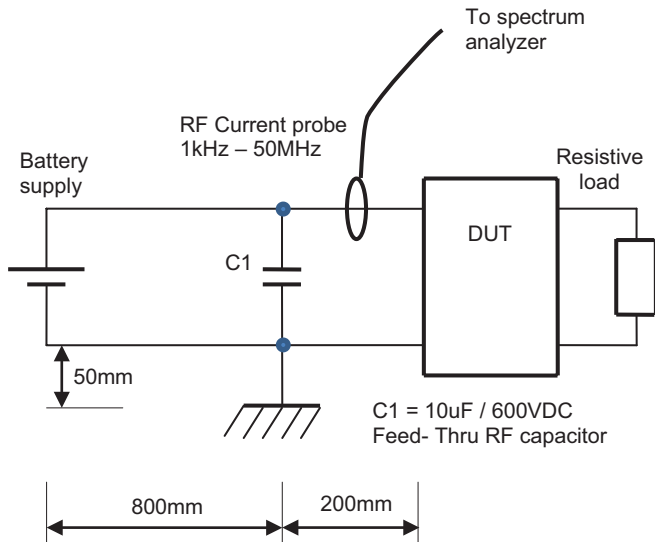 To spectrum
analyzer
RF Current probe
1kHz – 50MHz
Battery
supply
Resistive
load
DUT
C1
50mm
C1 = 10uF / 600VDC
Feed- Thru RF capacitor
800mm
200mm